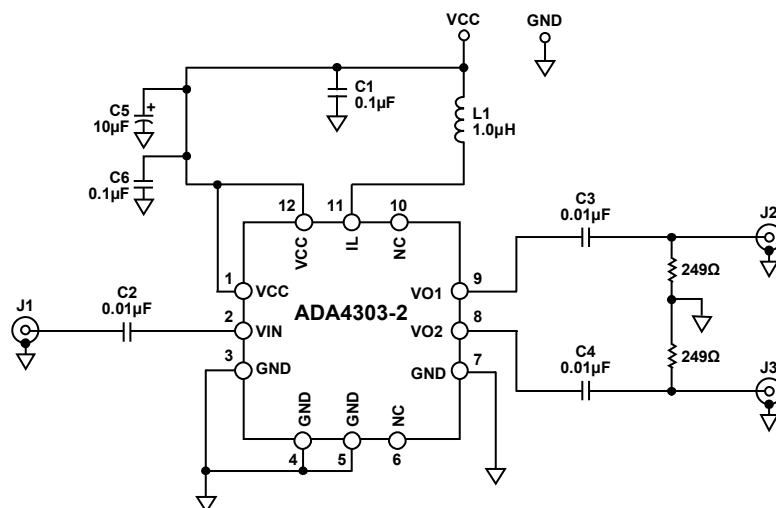 VCC
GND
C1
0.1µF
C5
+
10µF
L1
1.0µH
C6
0.1µF
12
11
10
VCC
IL
NC
C3
0.01µF
J2
1
VCC
VO1
9
249Ω
J1
C2
0.01µF
2
VIN
ADA4303-2
VO2
8
3
GND
GND
7
C4
0.01µF
249Ω
J3
GND
GND
NC
4
5
6